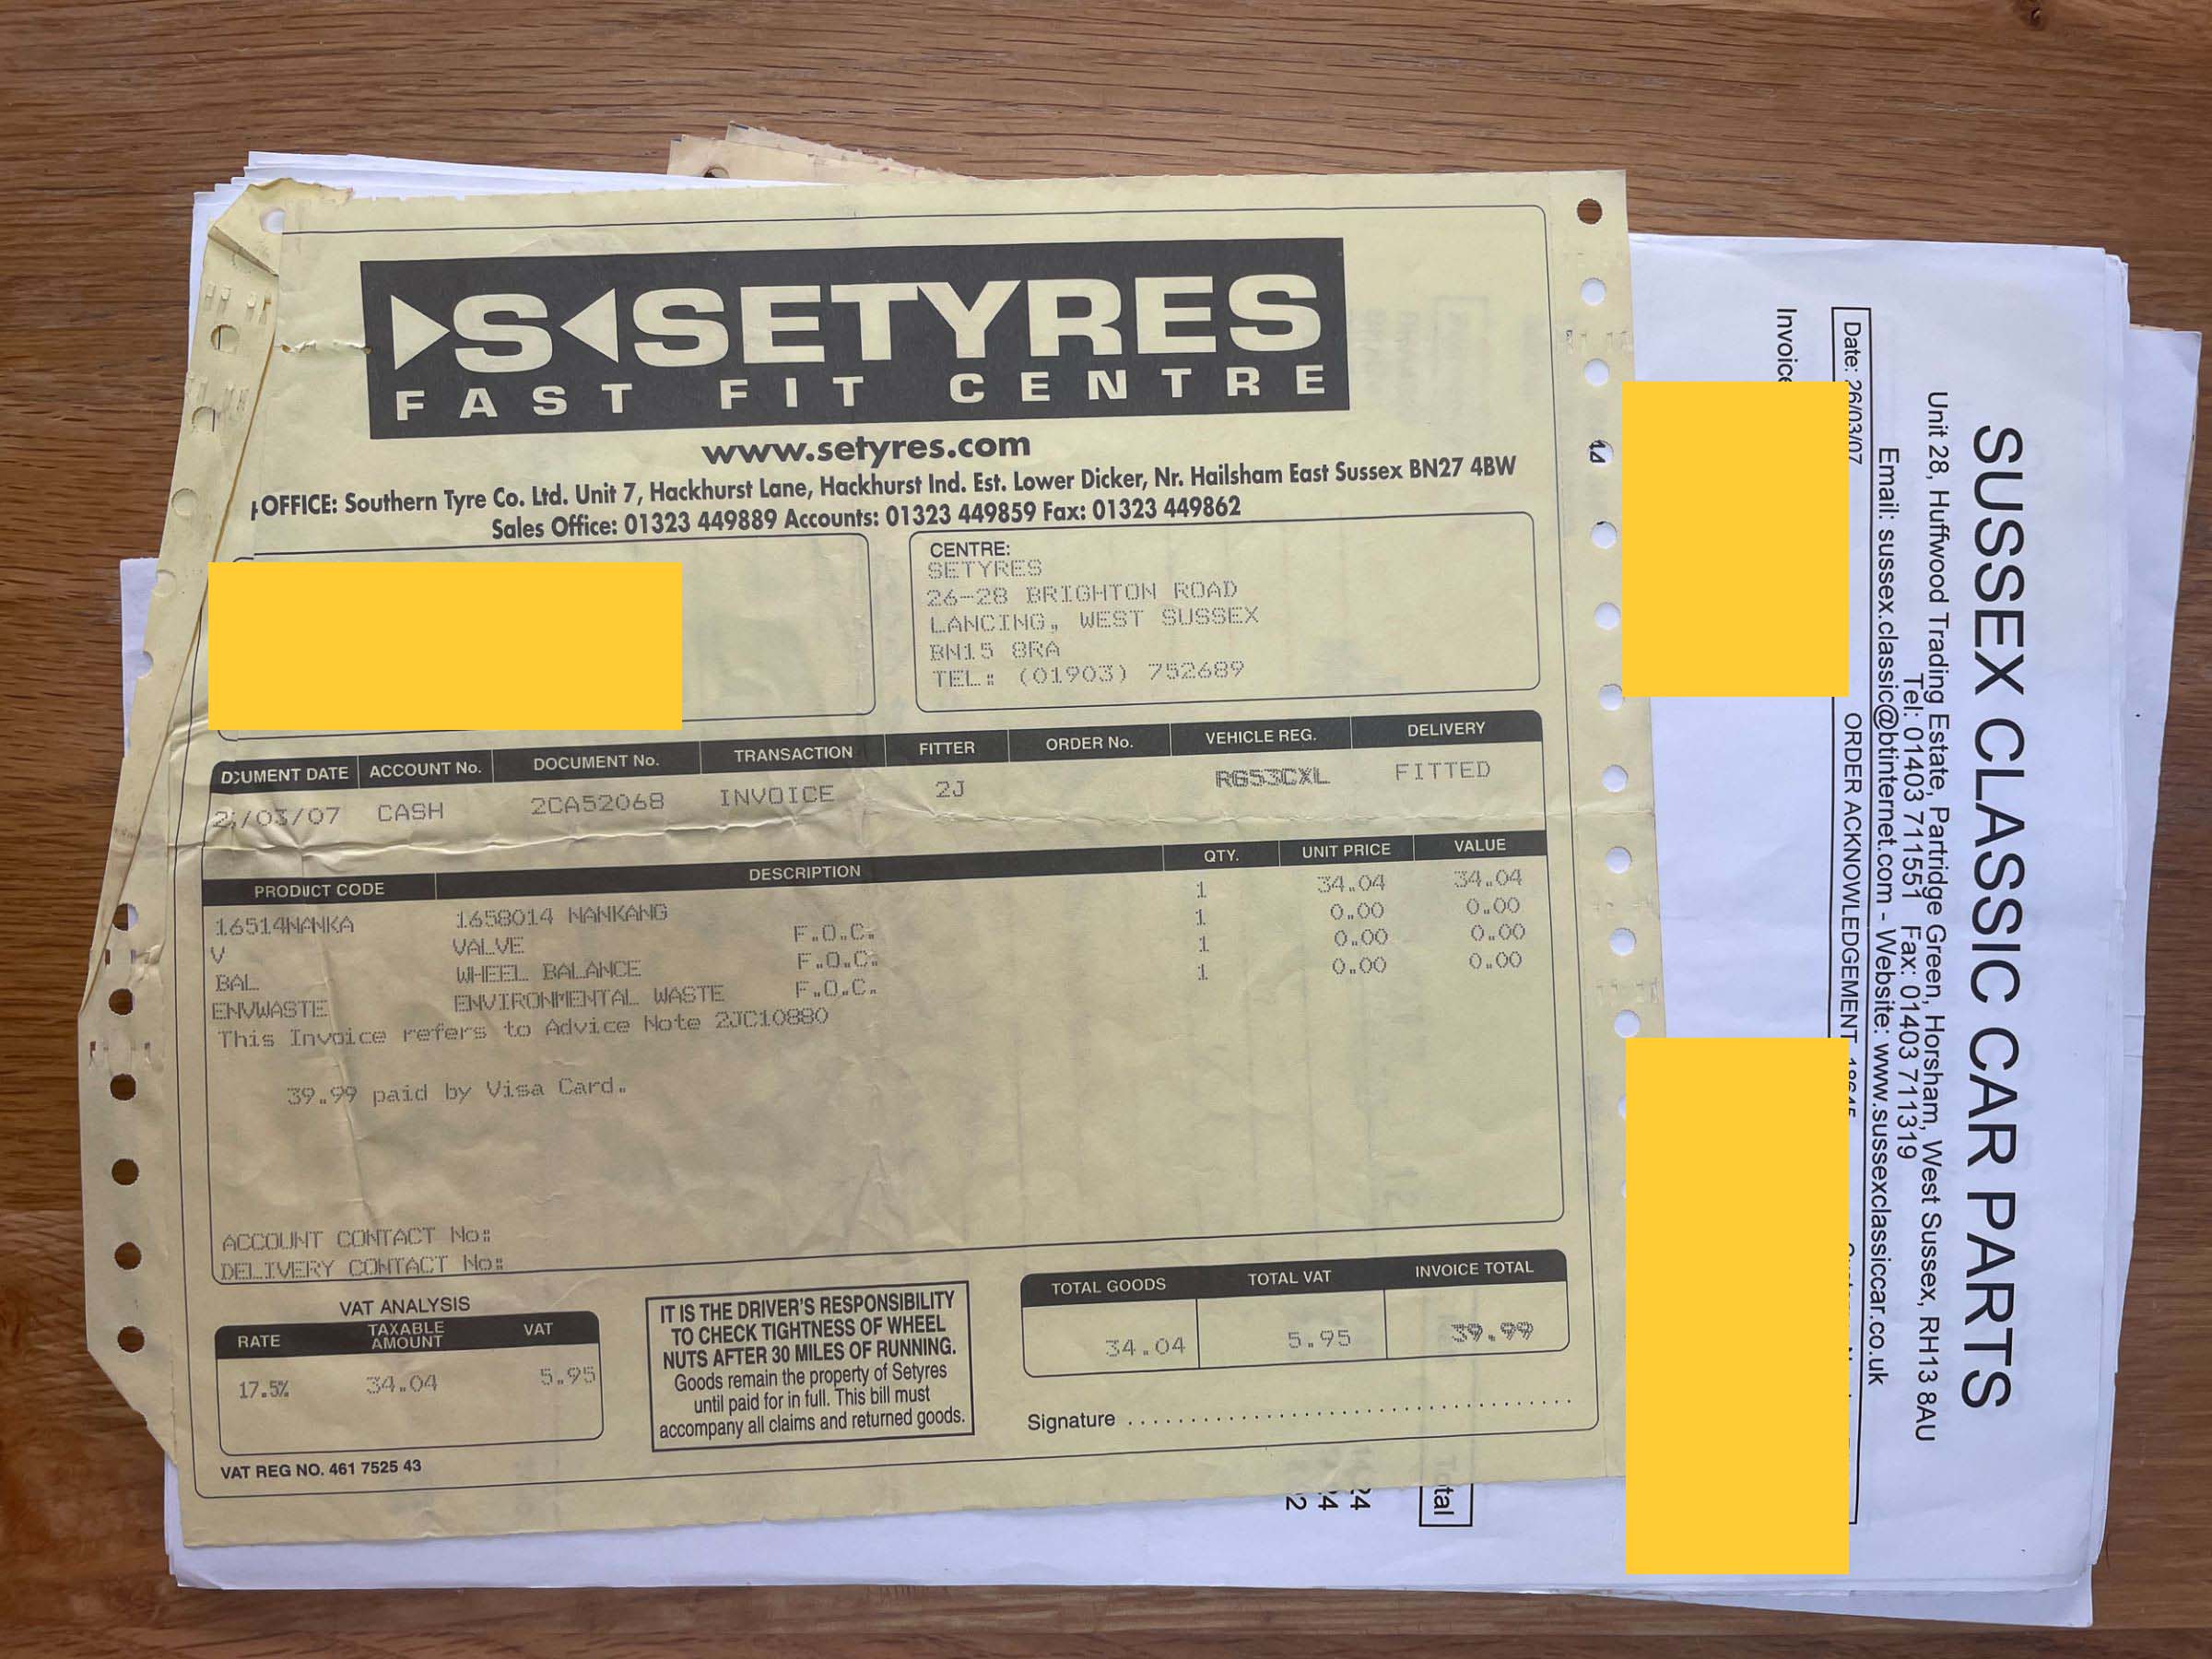 ▶S◀SETYRES
FAST FIT CENTRE
www.setyres.com
OFFICE: Southern Tyre Co. Ltd. Unit 7, Hackhurst Lane, Hackhurst Ind. Est. Lower Dicker, Nr. Hailsham East Sussex BN27 4BW
Sales Office: 01323 449889 Accounts: 01323 449859 Fax: 01323 449862
CENTRE:
SETYRES
26-28 BRIGHTON ROAD
LANCING, WEST SUSSEX
BN15 8RA
TEL: (01903) 752689
DOCUMENT DATE ACCOUNT No. DOCUMENT No. TRANSACTION FITTER ORDER No. VEHICLE REG. DELIVERY
/03/07 CASH 2CA52068 INVOICE 2J RG53CXL FITTED
PRODUCT CODE DESCRIPTION QTY. UNIT PRICE VALUE
16514NANKA 1658014 NANKANG 1 34.04 34.04
V VALVE F.O.C. 1 0.00 0.00
BAL WHEEL BALANCE F.O.C. 1 0.00 0.00
ENVWASTE ENVIRONMENTAL WASTE F.O.C. 1 0.00 0.00
This Invoice refers to Advice Note 2JC10880
39.99 paid by Visa Card.
ACCOUNT CONTACT No:
DELIVERY CONTACT No:
VAT ANALYSIS
RATE TAXABLE AMOUNT VAT
17.5% 34.04 5.95
VAT REG NO. 461 7525 43
IT IS THE DRIVER'S RESPONSIBILITY
TO CHECK TIGHTNESS OF WHEEL
NUTS AFTER 30 MILES OF RUNNING.
Goods remain the property of Setyres
until paid for in full. This bill must
accompany all claims and returned goods.
TOTAL GOODS TOTAL VAT INVOICE TOTAL
34.04 5.95 39.99
Signature
SUSSEX CLASSIC CAR PARTS
Unit 28, Huffwood Trading Estate, Partridge Green, Horsham, West Sussex, RH13 8AU
Tel: 01403 711551 Fax: 01403 711319
Email: sussex.classic@btinternet.com - Website: www.sussexclassiccar.co.uk
Date: 26/03/07 ORDER ACKNOWLEDGEMENT
Invoice